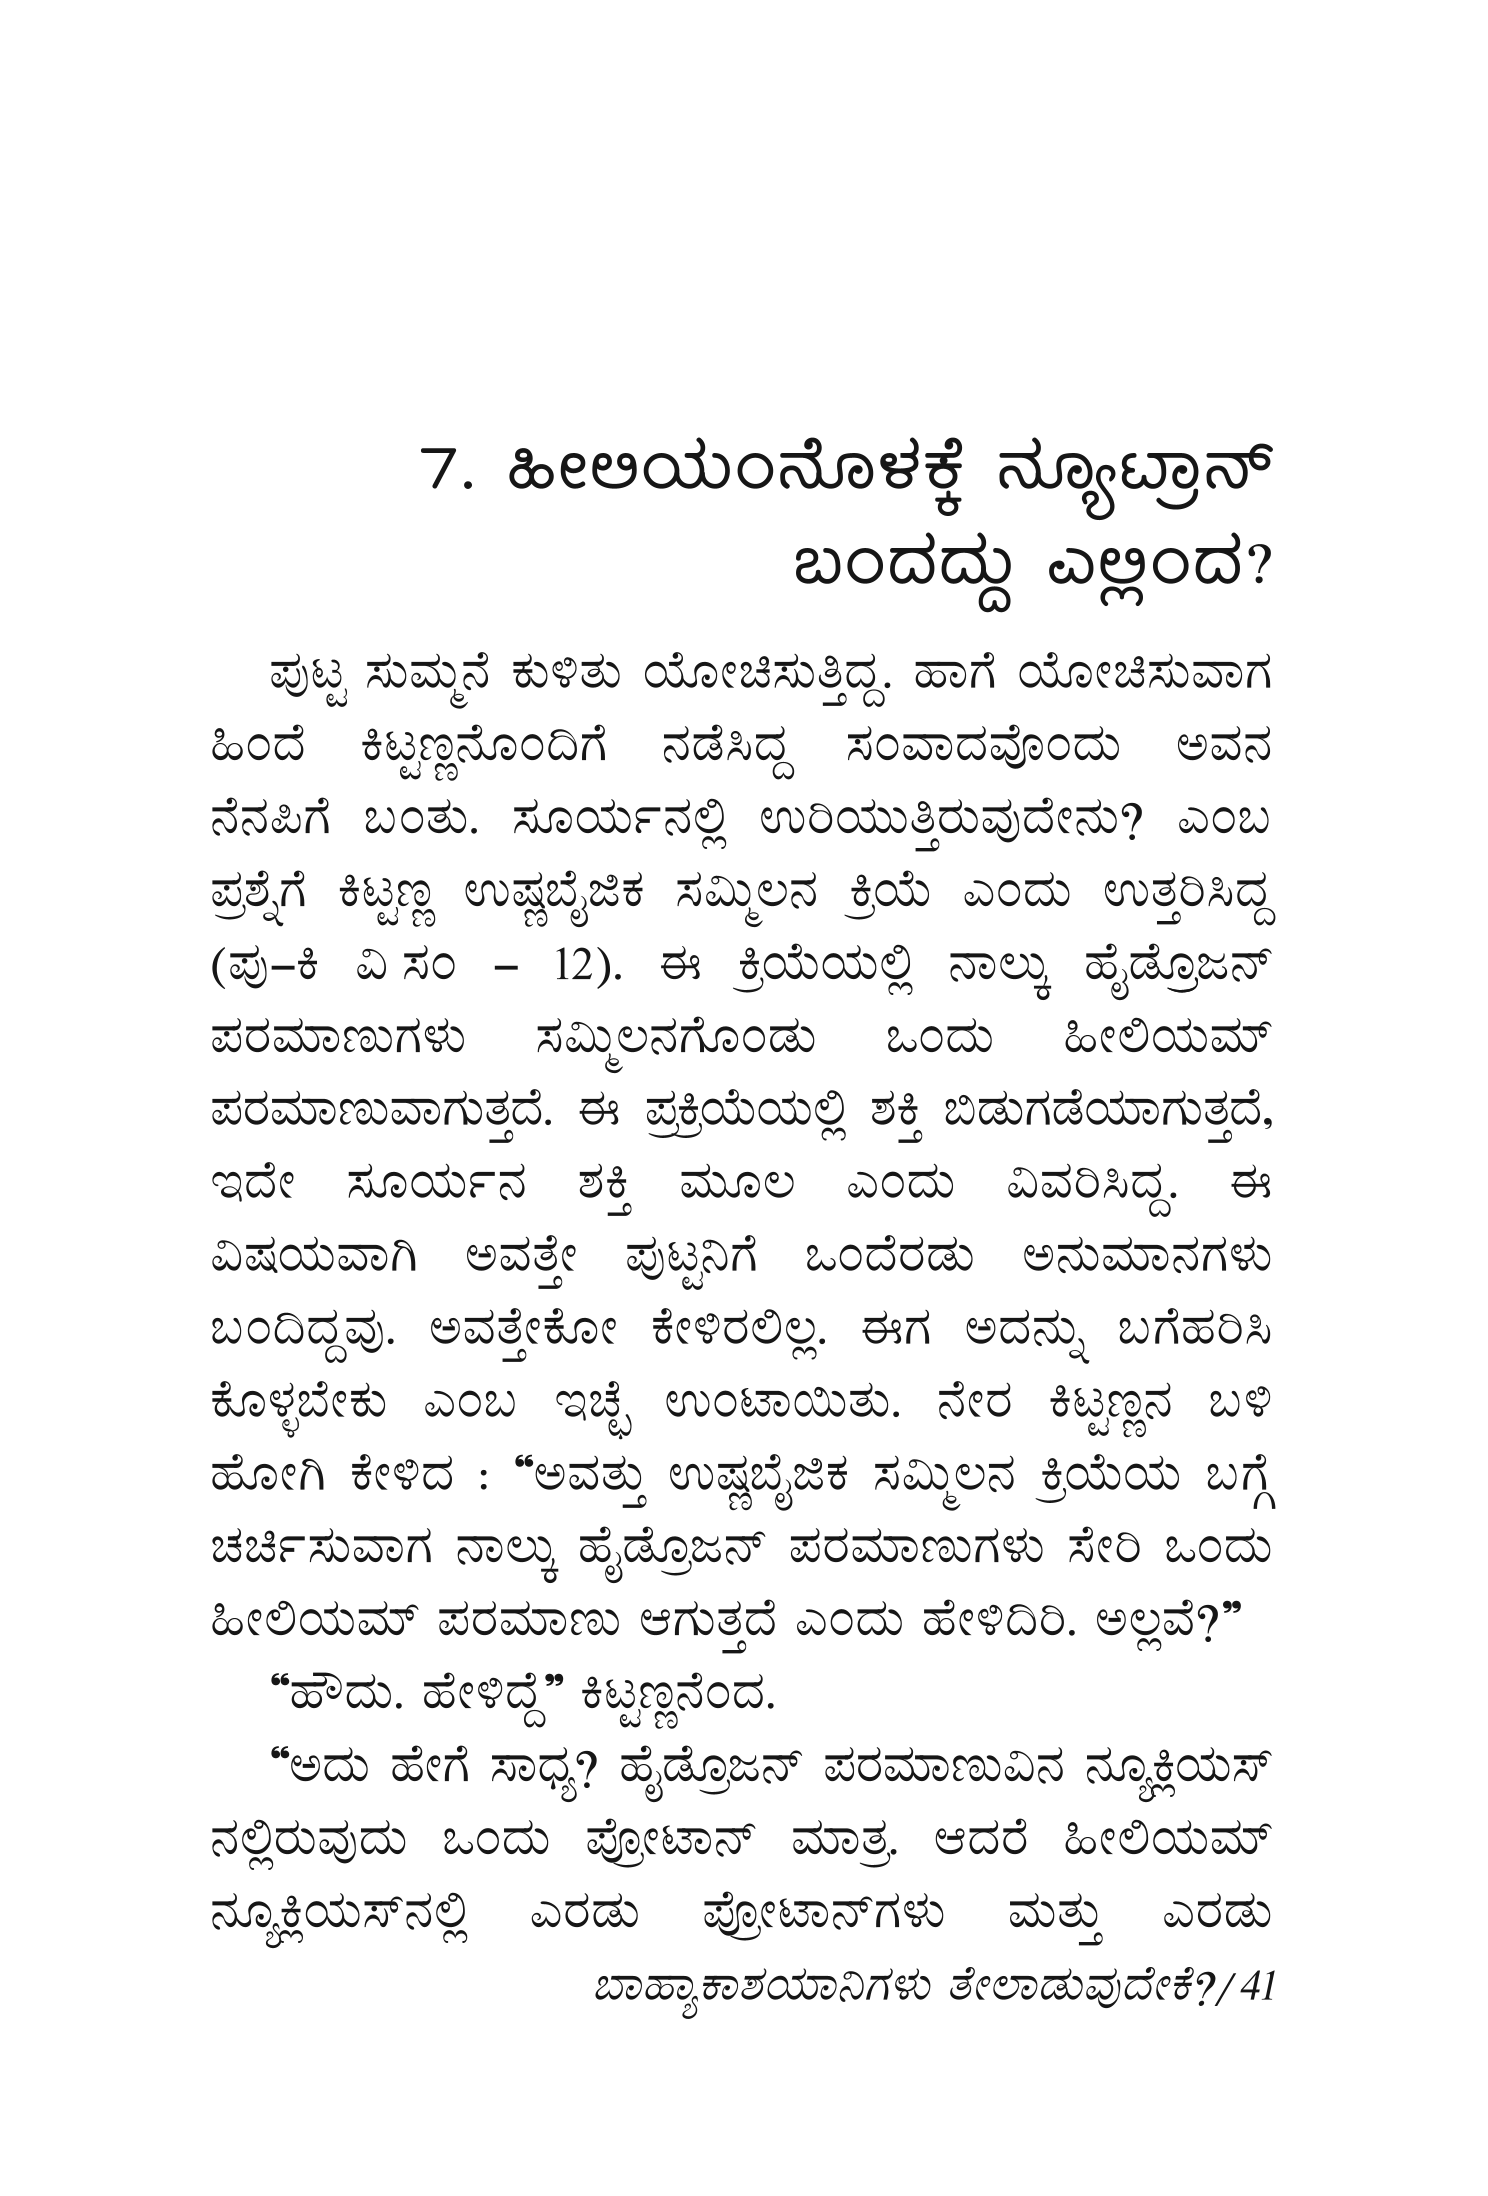 7. ಹೀಲಿಯಂನೊಳಕ್ಕೆ ನ್ಯೂಟ್ರಾನ್
ಬಂದದ್ದು ಎಲ್ಲಿಂದ?
ಪುಟ್ಟ ಸುಮ್ಮನೆ ಕುಳಿತು ಯೋಚಿಸುತ್ತಿದ್ದ. ಹಾಗೆ ಯೋಚಿಸುವಾಗ
ಹಿಂದೆ ಕಿಟ್ಟಣ್ಣನೊಂದಿಗೆ ನಡೆಸಿದ್ದ ಸಂವಾದವೊಂದು ಅವನ
ನೆನಪಿಗೆ ಬಂತು. ಸೂರ್ಯನಲ್ಲಿ ಉರಿಯುತ್ತಿರುವುದೇನು? ಎಂಬ
ಪ್ರಶ್ನೆಗೆ ಕಿಟ್ಟಣ್ಣ ಉಷ್ಣಬೈಜಿಕ ಸಮ್ಮಿಲನ ಕ್ರಿಯೆ ಎಂದು ಉತ್ತರಿಸಿದ್ದ
(ಪು–ಕಿ ವಿ ಸಂ – 12). ಈ ಕ್ರಿಯೆಯಲ್ಲಿ ನಾಲ್ಕು ಹೈಡ್ರೊಜನ್
ಪರಮಾಣುಗಳು ಸಮ್ಮಿಲನಗೊಂಡು ಒಂದು ಹೀಲಿಯಮ್
ಪರಮಾಣುವಾಗುತ್ತದೆ. ಈ ಪ್ರಕ್ರಿಯೆಯಲ್ಲಿ ಶಕ್ತಿ ಬಿಡುಗಡೆಯಾಗುತ್ತದೆ,
ಇದೇ ಸೂರ್ಯನ ಶಕ್ತಿ ಮೂಲ ಎಂದು ವಿವರಿಸಿದ್ದ. ಈ
ವಿಷಯವಾಗಿ ಅವತ್ತೇ ಪುಟ್ಟನಿಗೆ ಒಂದೆರಡು ಅನುಮಾನಗಳು
ಬಂದಿದ್ದವು. ಅವತ್ತೇಕೋ ಕೇಳಿರಲಿಲ್ಲ. ಈಗ ಅದನ್ನು ಬಗೆಹರಿಸಿ
ಕೊಳ್ಳಬೇಕು ಎಂಬ ಇಚ್ಛೆ ಉಂಟಾಯಿತು. ನೇರ ಕಿಟ್ಟಣ್ಣನ ಬಳಿ
ಹೋಗಿ ಕೇಳಿದ : “ಅವತ್ತು ಉಷ್ಣಬೈಜಿಕ ಸಮ್ಮಿಲನ ಕ್ರಿಯೆಯ ಬಗ್ಗೆ
ಚರ್ಚಿಸುವಾಗ ನಾಲ್ಕು ಹೈಡ್ರೊಜನ್ ಪರಮಾಣುಗಳು ಸೇರಿ ಒಂದು
ಹೀಲಿಯಮ್ ಪರಮಾಣು ಆಗುತ್ತದೆ ಎಂದು ಹೇಳಿದಿರಿ. ಅಲ್ಲವೆ?”
“ಹೌದು. ಹೇಳಿದ್ದೆ” ಕಿಟ್ಟಣ್ಣನೆಂದ.
“ಅದು ಹೇಗೆ ಸಾಧ್ಯ? ಹೈಡ್ರೊಜನ್ ಪರಮಾಣುವಿನ ನ್ಯೂಕ್ಲಿಯಸ್
ನಲ್ಲಿರುವುದು ಒಂದು ಪ್ರೋಟಾನ್ ಮಾತ್ರ. ಆದರೆ ಹೀಲಿಯಮ್
ನ್ಯೂಕ್ಲಿಯಸ್‌ನಲ್ಲಿ ಎರಡು ಪ್ರೋಟಾನ್‌ಗಳು ಮತ್ತು ಎರಡು
ಬಾಹ್ಯಾಕಾಶಯಾನಿಗಳು ತೇಲಾಡುವುದೇಕೆ?/ 41